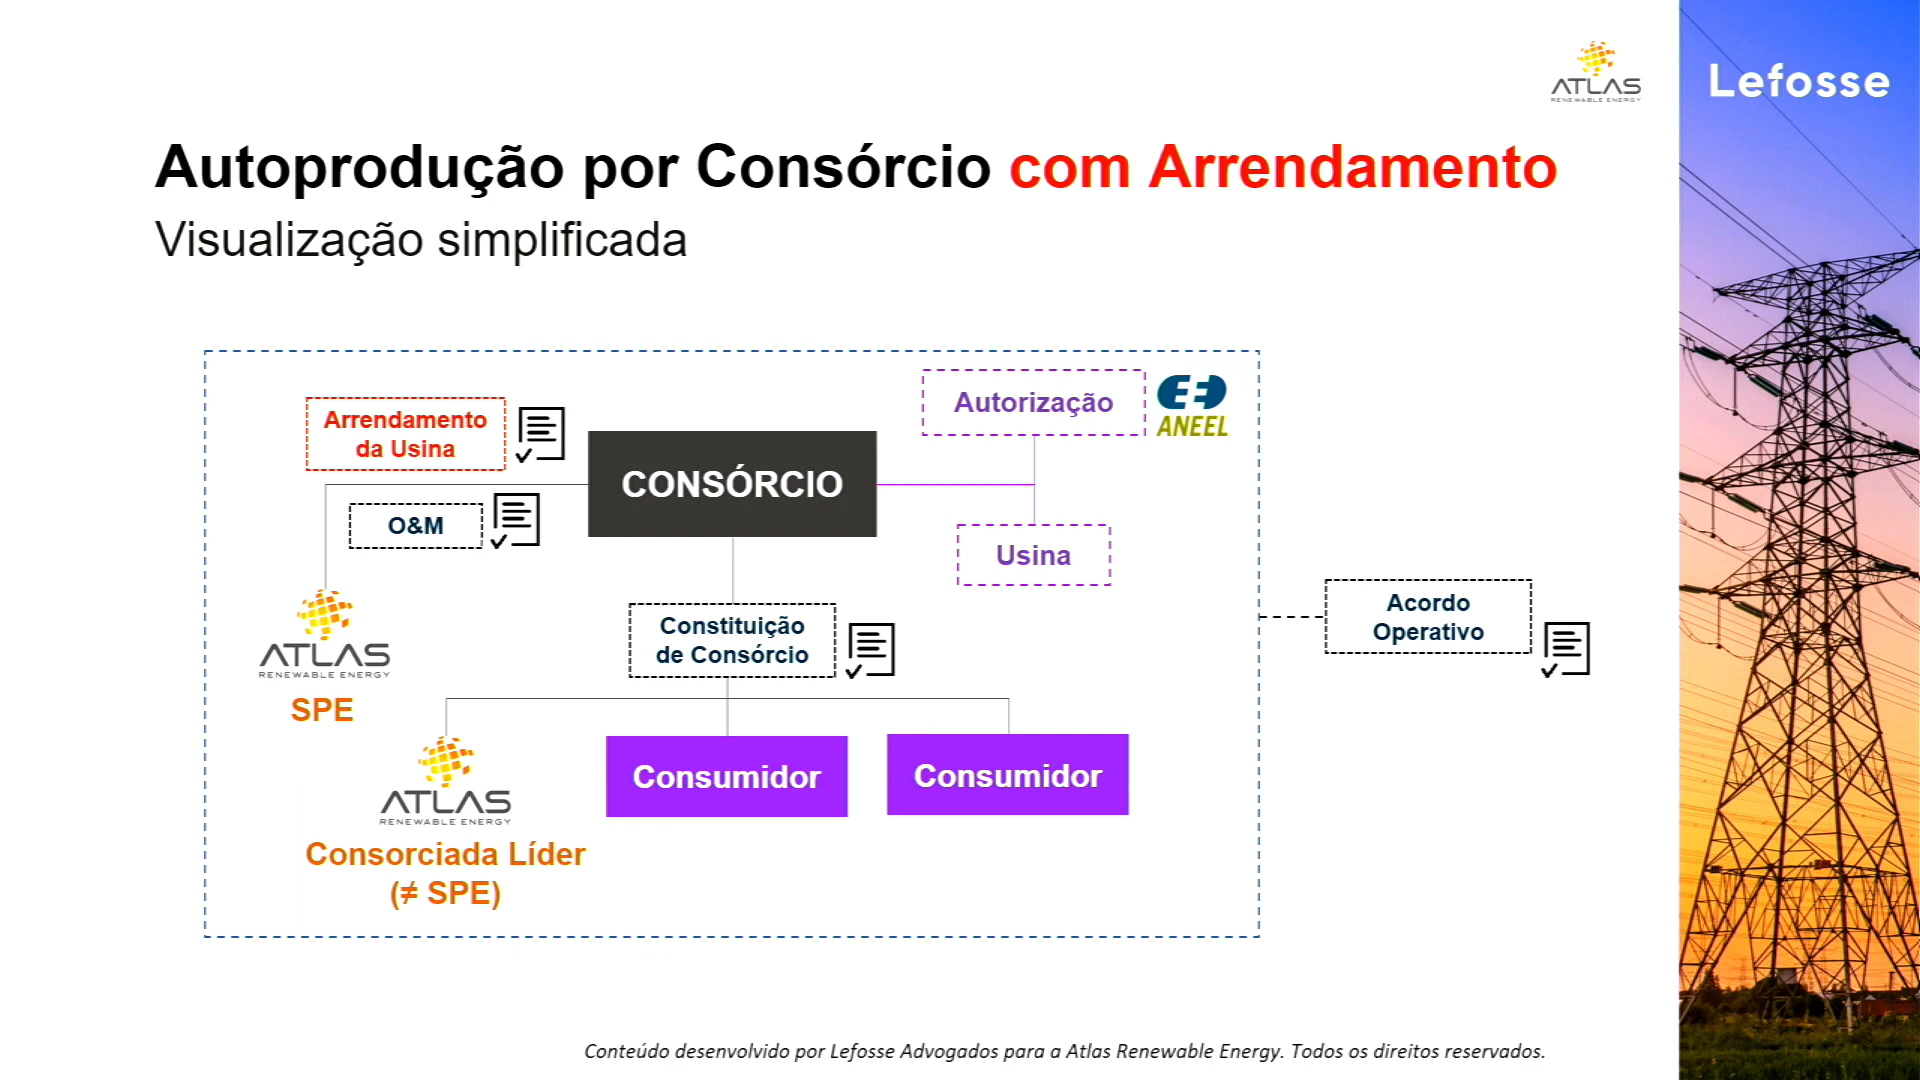 ATLAS
RENEWABLE ENERGY
Lefosse
Autoprodução por Consórcio com Arrendamento
Visualização simplificada
Arrendamento
da Usina
O&M
CONSÓRCIO
Autorização
ANEEL
Usina
ATLAS
RENEWABLE ENERGY
SPE
Constituição
de Consórcio
Acordo
Operativo
ATLAS
RENEWABLE ENERGY
Consorciada Líder
(≠ SPE)
Consumidor
Consumidor
Conteúdo desenvolvido por Lefosse Advogados para a Atlas Renewable Energy. Todos os direitos reservados.